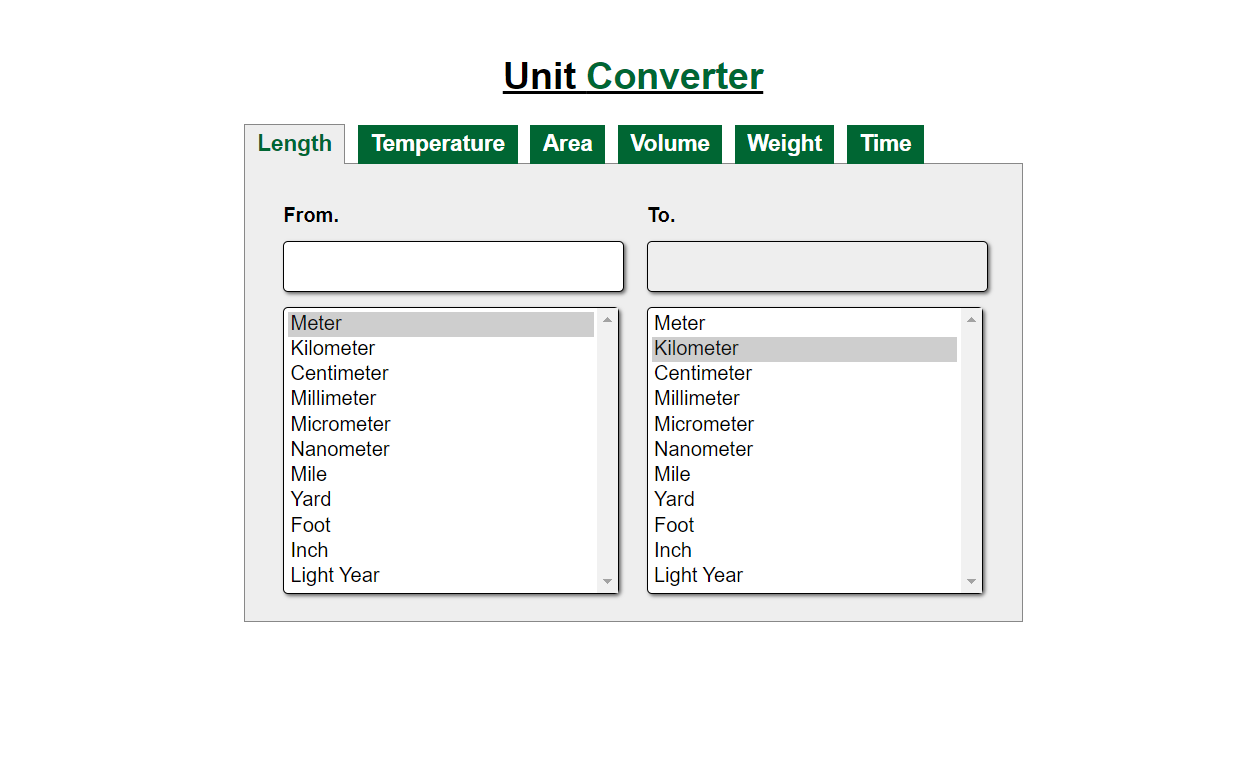 Unit Converter
Length Temperature Area Volume Weight Time
From.
To.
Meter
Kilometer
Centimeter
Millimeter
Micrometer
Nanometer
Mile
Yard
Foot
Inch
Light Year
Meter
Kilometer
Centimeter
Millimeter
Micrometer
Nanometer
Mile
Yard
Foot
Inch
Light Year